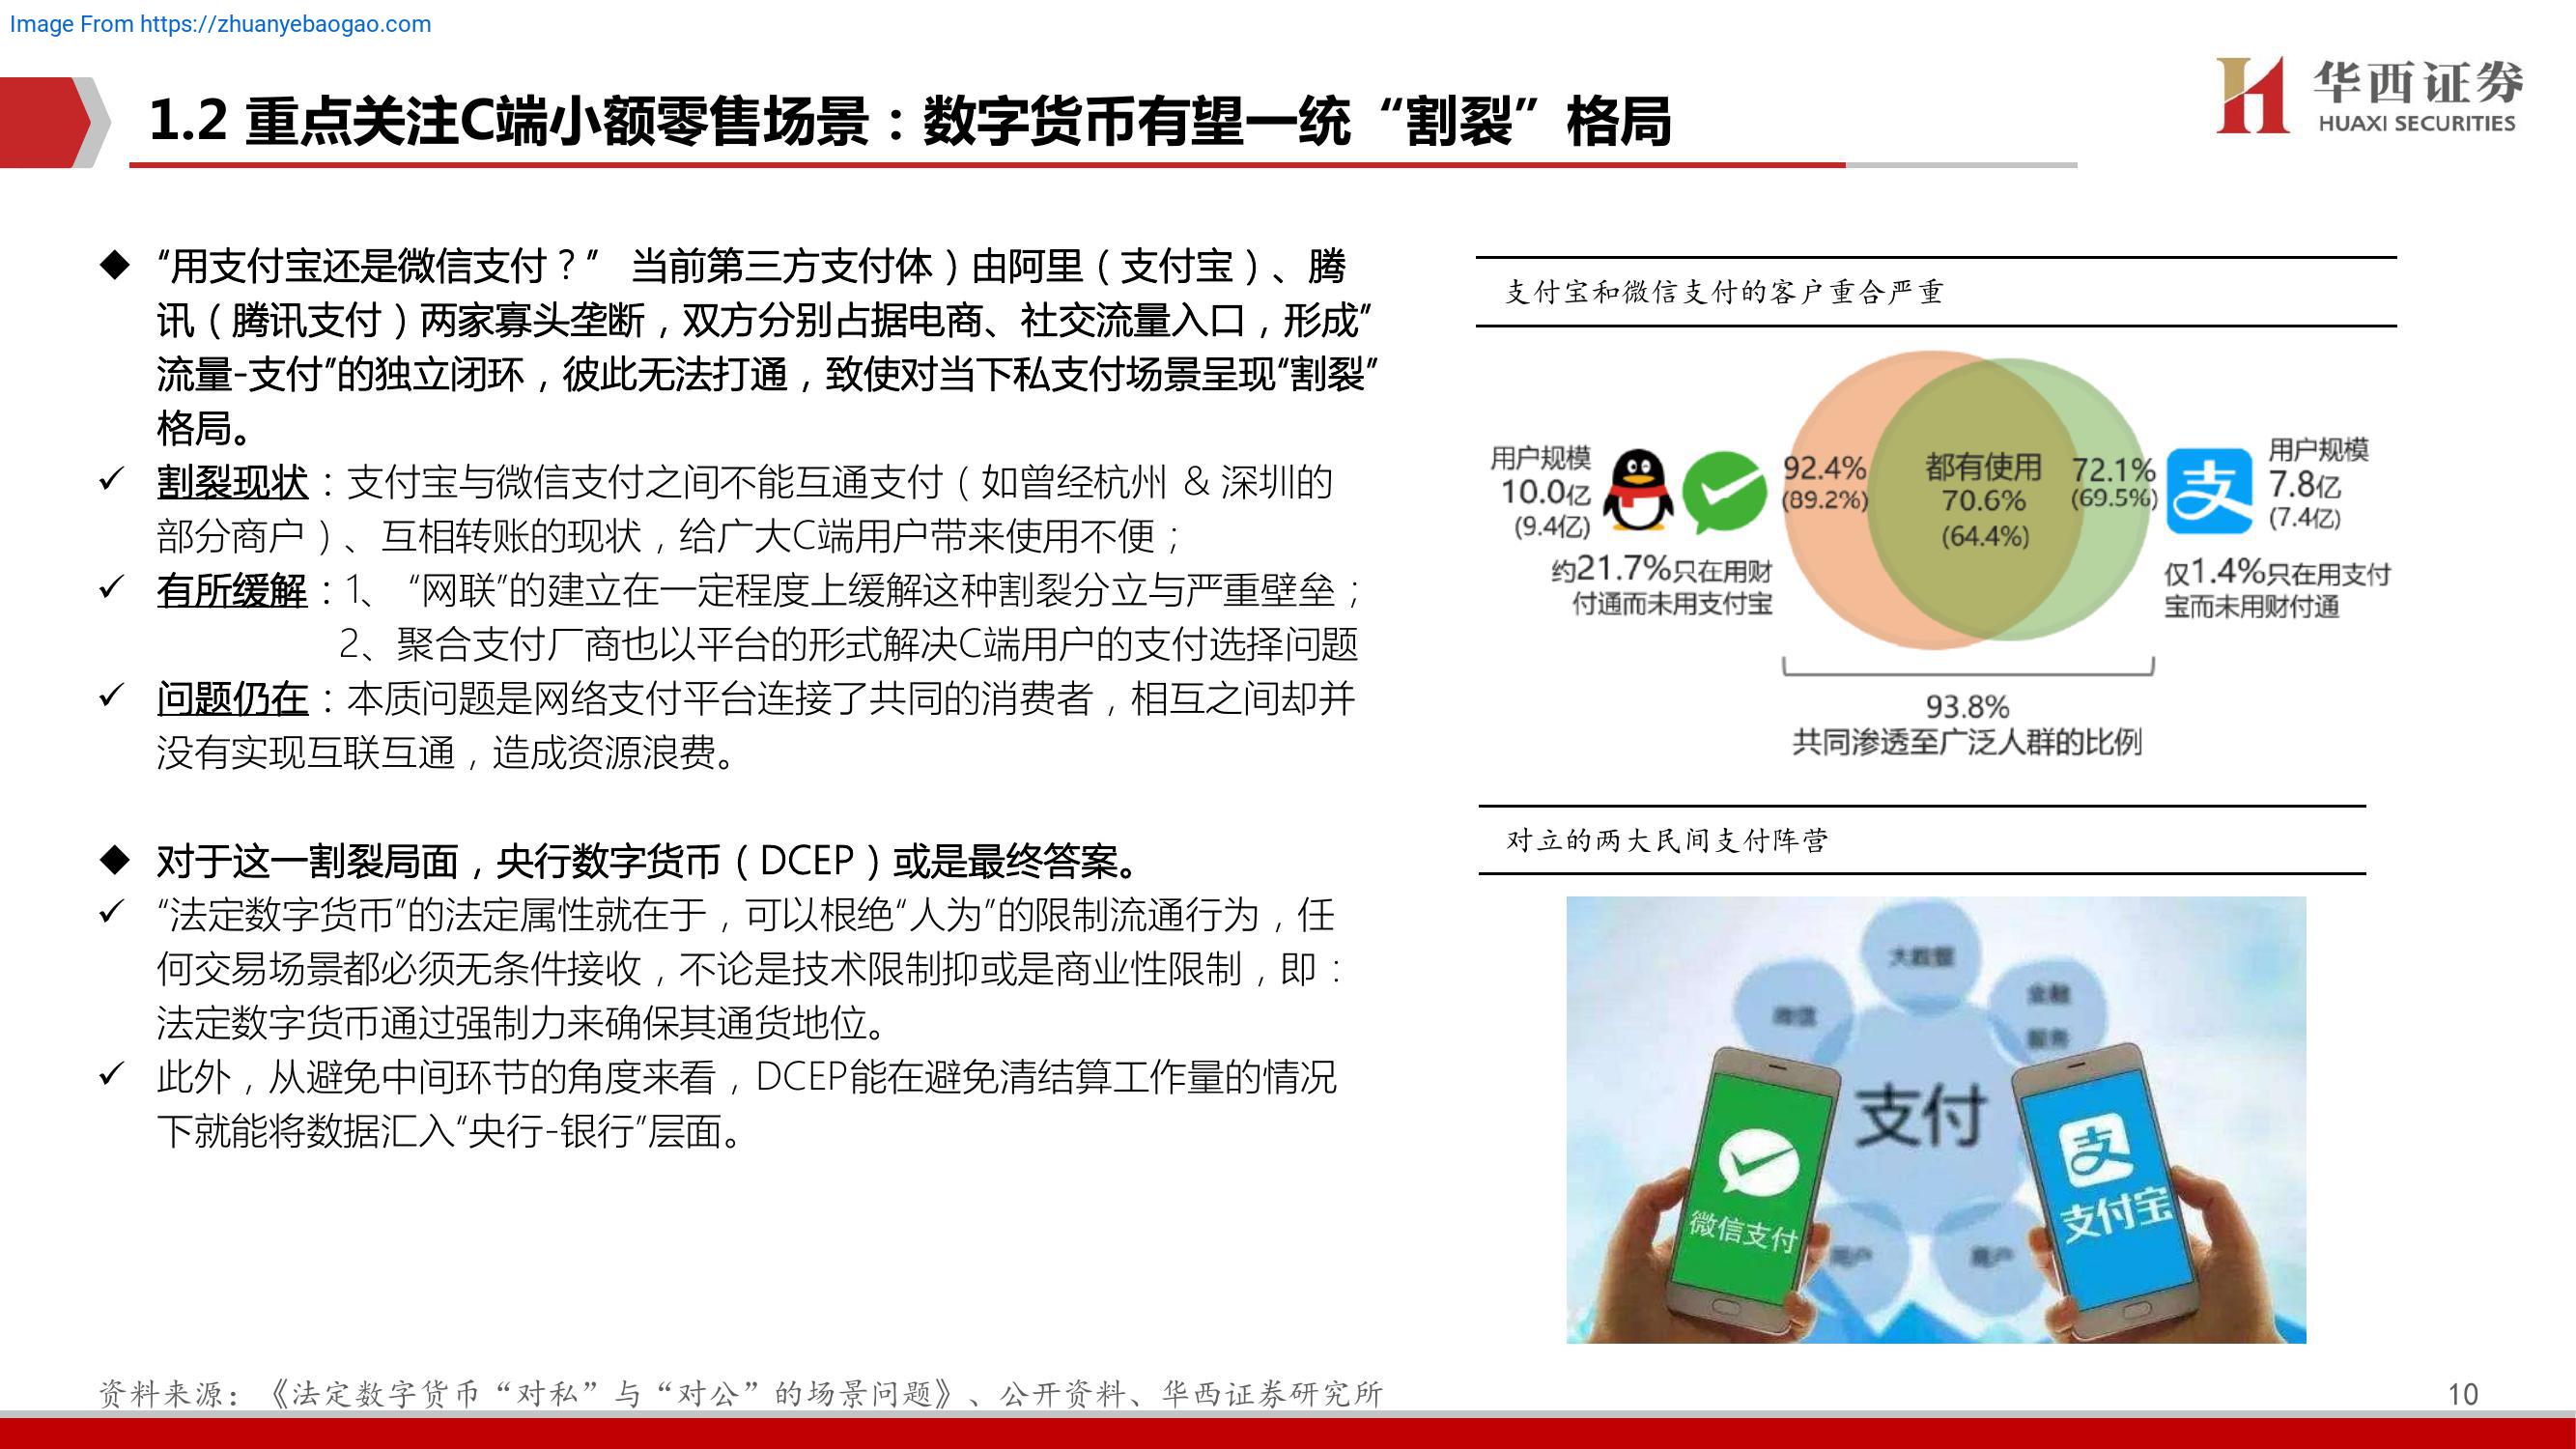 Image From https://zhuanyebaogao.com
华西证券
HUAXI SECURITIES
1.2 重点关注C端小额零售场景：数字货币有望一统“割裂”格局
◆ “用支付宝还是微信支付？” 当前第三方支付体）由阿里（支付宝）、腾
讯（腾讯支付）两家寡头垄断，双方分别占据电商、社交流量入口，形成”
流量-支付”的独立闭环，彼此无法打通，致使对当下私支付场景呈现“割裂”
格局。
✓ 割裂现状：支付宝与微信支付之间不能互通支付（如曾经杭州 & 深圳的
部分商户）、互相转账的现状，给广大C端用户带来使用不便；
✓ 有所缓解：1、 “网联”的建立在一定程度上缓解这种割裂分立与严重壁垒；
2、聚合支付厂商也以平台的形式解决C端用户的支付选择问题
✓ 问题仍在：本质问题是网络支付平台连接了共同的消费者，相互之间却并
没有实现互联互通，造成资源浪费。
◆ 对于这一割裂局面，央行数字货币（DCEP）或是最终答案。
✓ “法定数字货币”的法定属性就在于，可以根绝“人为”的限制流通行为，任
何交易场景都必须无条件接收，不论是技术限制抑或是商业性限制，即：
法定数字货币通过强制力来确保其通货地位。
✓ 此外，从避免中间环节的角度来看，DCEP能在避免清结算工作量的情况
下就能将数据汇入“央行-银行”层面。
支付宝和微信支付的客户重合严重
用户规模
10.0亿
(9.4亿)
92.4%
(89.2%)
都有使用
70.6%
(64.4%)
72.1%
(69.5%)
支
用户规模
7.8亿
(7.4亿)
约21.7%只在用财
付通而未用支付宝
仅1.4%只在用支付
宝而未用财付通
93.8%
共同渗透至广泛人群的比例
对立的两大民间支付阵营
大数据
微信
金融
服务
支付
微信支付
支
支付宝
用户
商户
资料来源：《法定数字货币“对私”与“对公”的场景问题》、公开资料、华西证券研究所
10